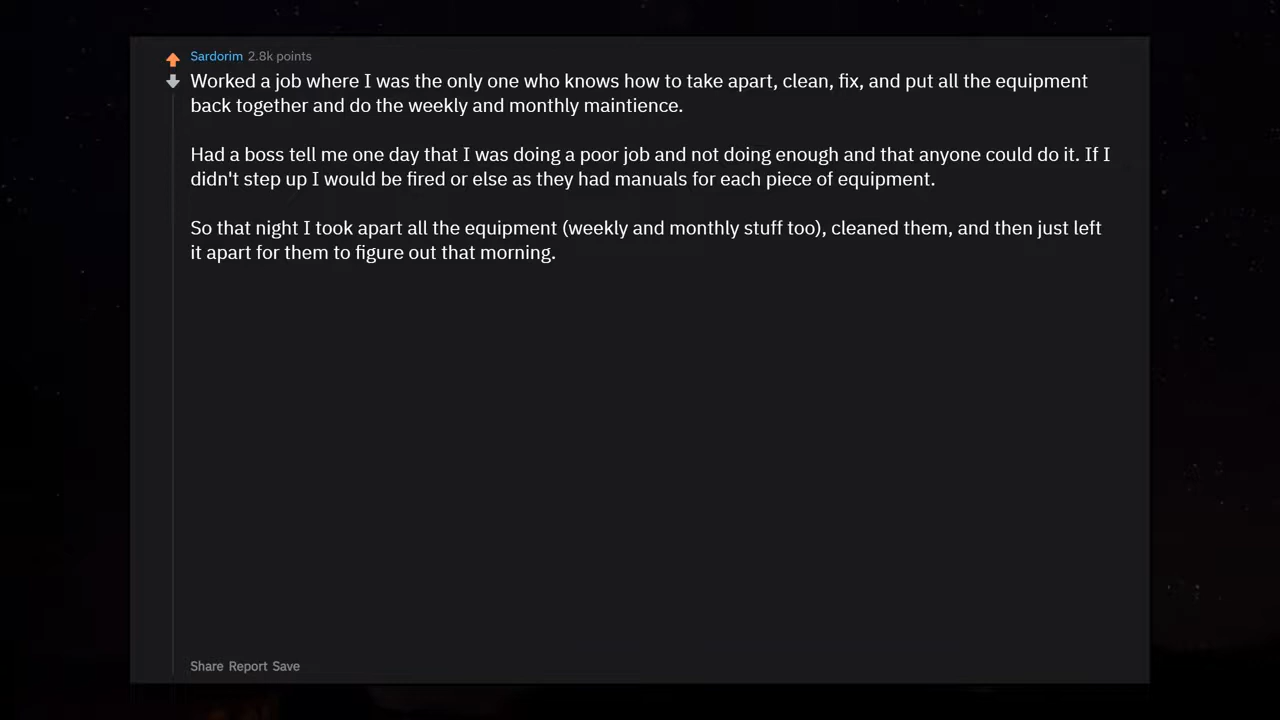 Sardorim 2.8k points
Worked a job where I was the only one who knows how to take apart, clean, fix, and put all the equipment
back together and do the weekly and monthly maintience.
Had a boss tell me one day that I was doing a poor job and not doing enough and that anyone could do it. If I
didn't step up I would be fired or else as they had manuals for each piece of equipment.
So that night I took apart all the equipment (weekly and monthly stuff too), cleaned them, and then just left
it apart for them to figure out that morning.
Share Report Save